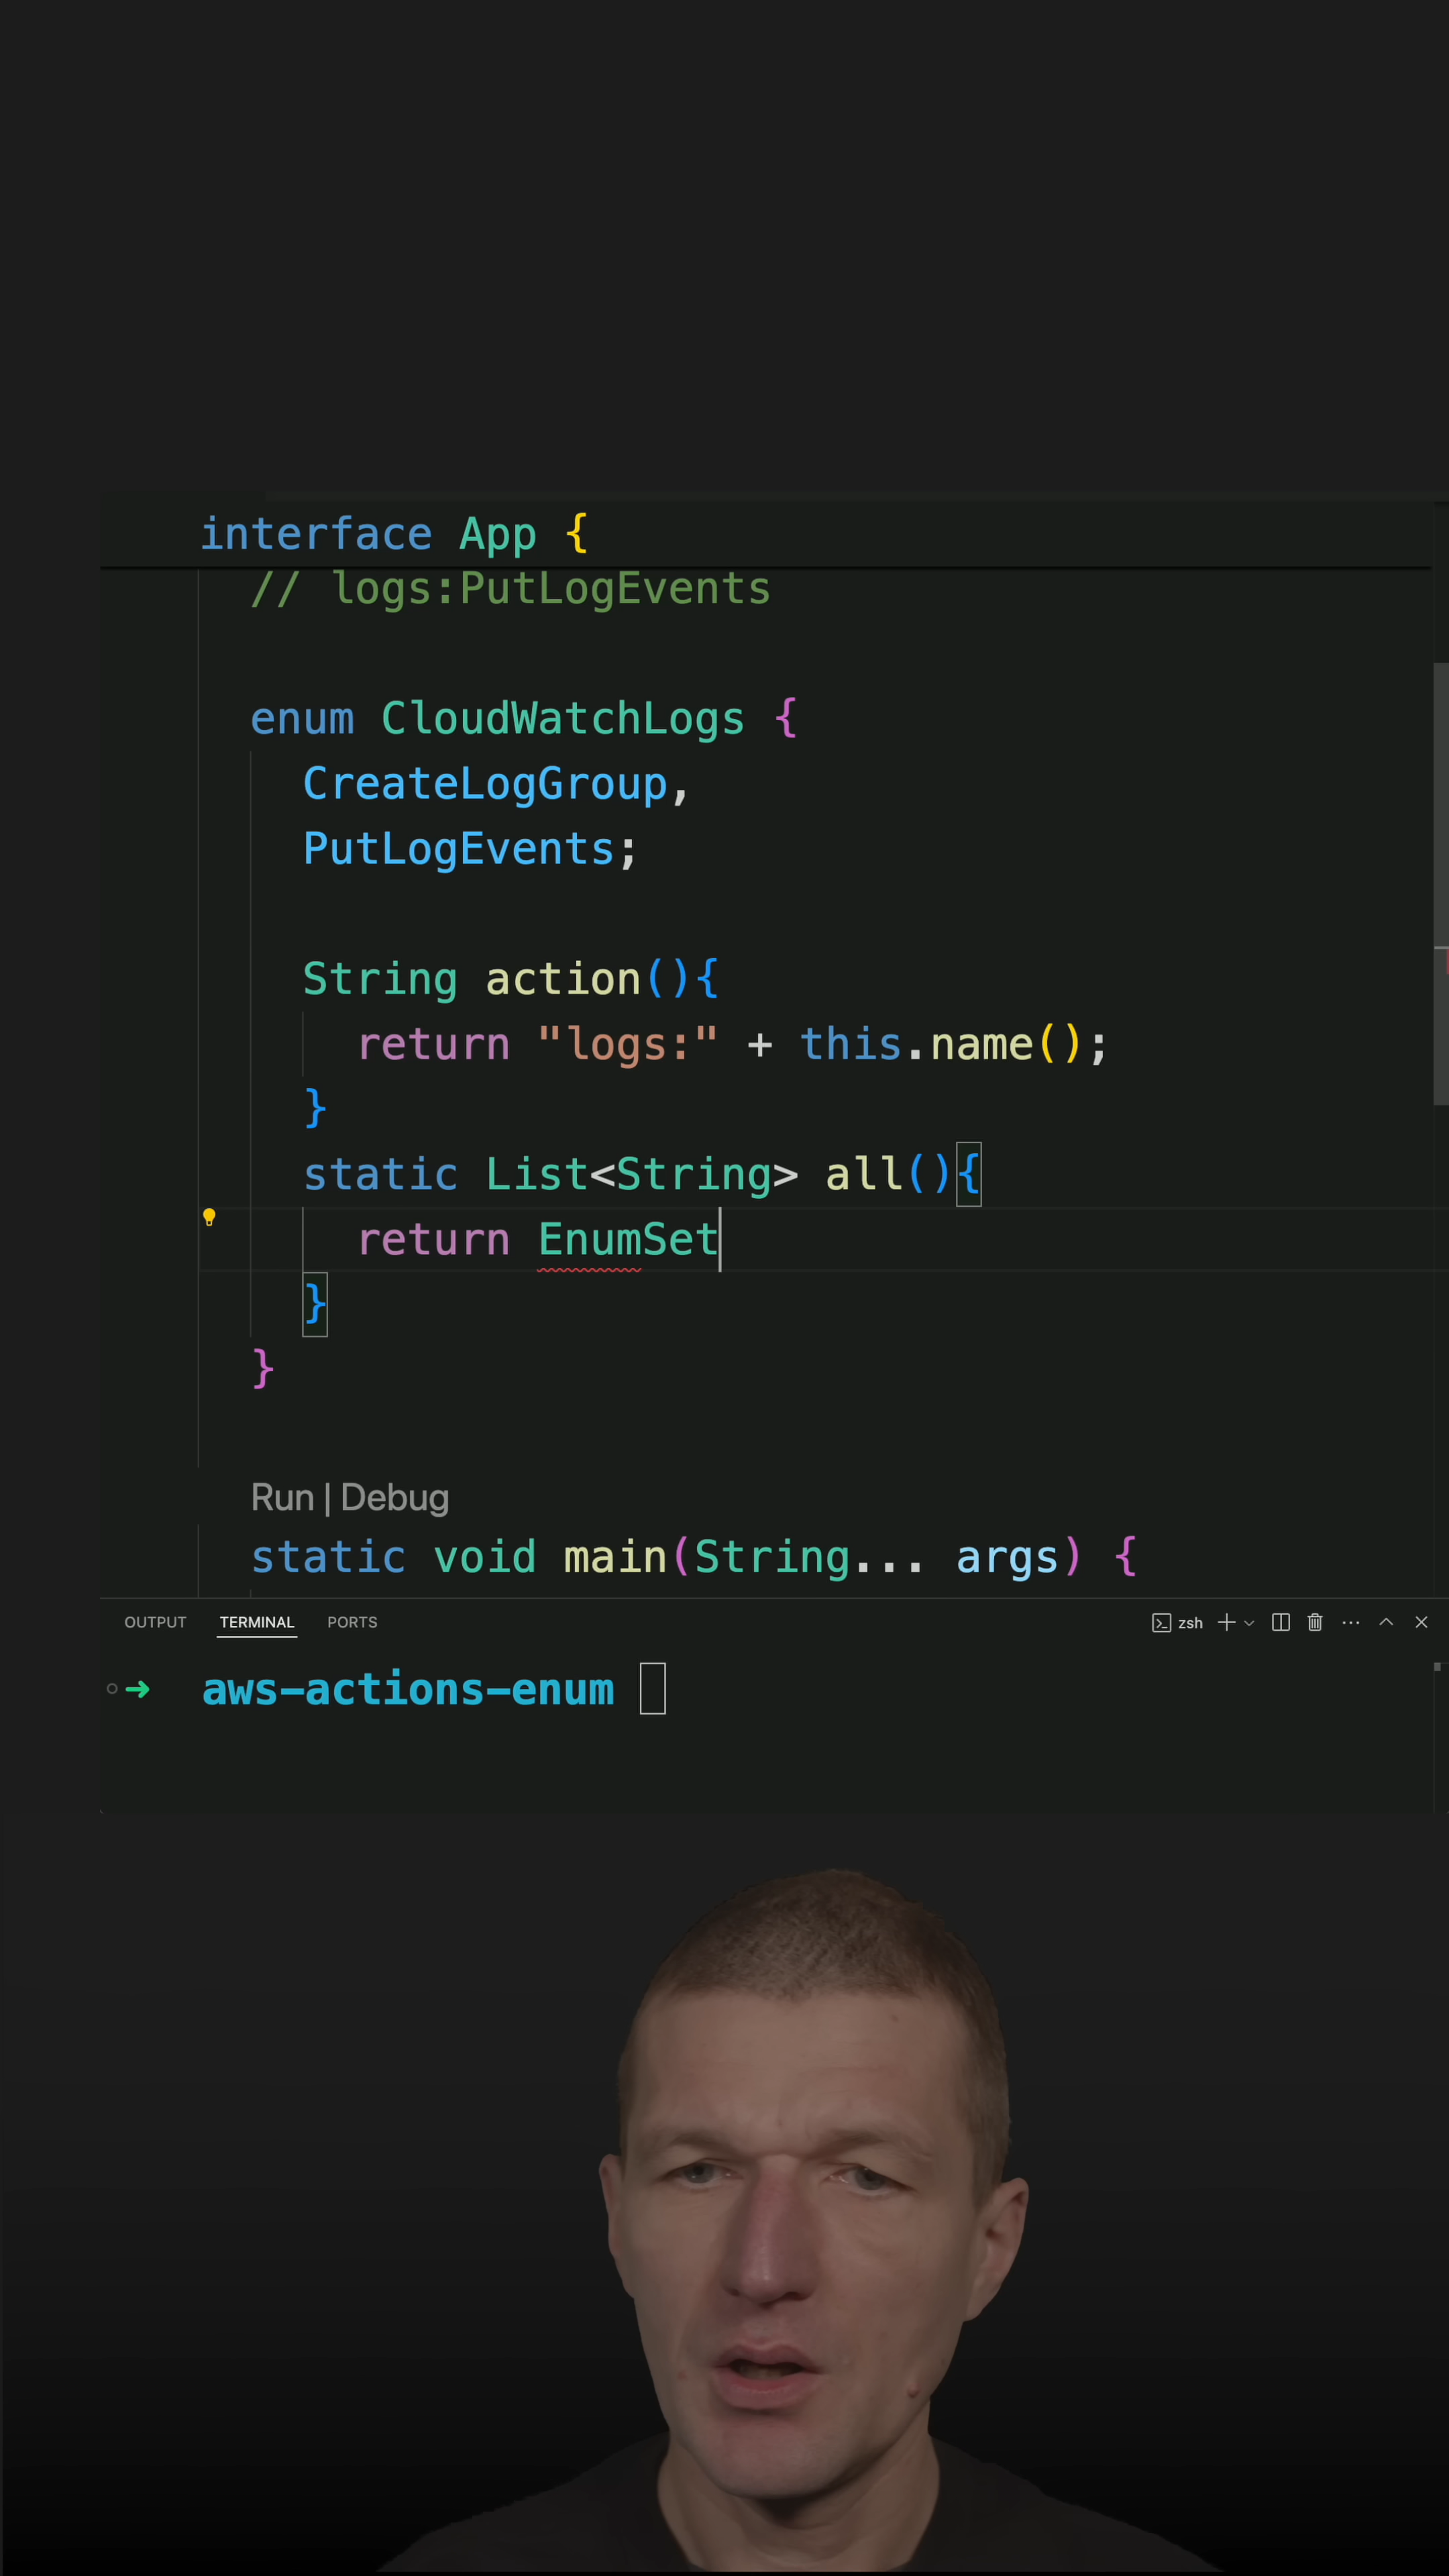 interface App {
// logs:PutLogEvents
enum CloudWatchLogs {
CreateLogGroup,
PutLogEvents;
String action(){
return "logs:" + this.name();
}
static List<String> all(){
return EnumSet
}
}
Run | Debug
static void main(String... args) {
OUTPUT TERMINAL PORTS zsh
aws-actions-enum